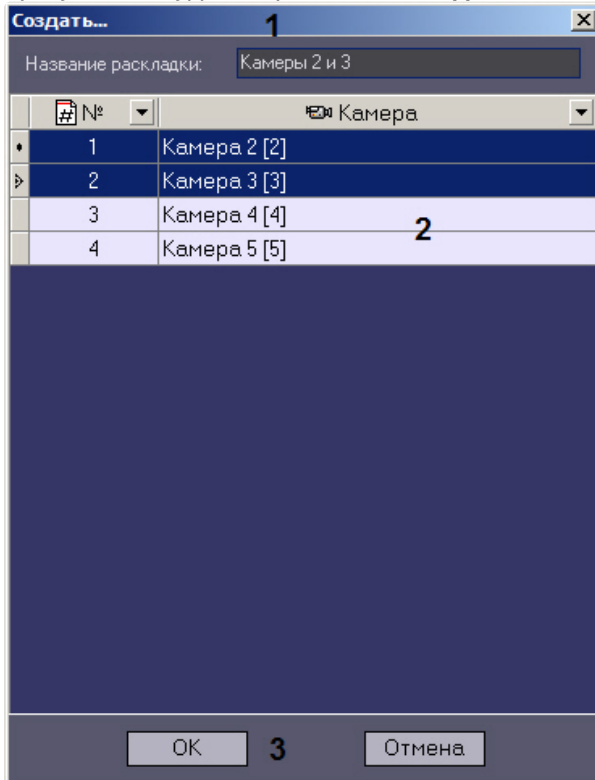 Создать... 1
Название раскладки: Камеры 2 и 3
# № Камера
1 Камера 2 [2]
2 Камера 3 [3]
3 Камера 4 [4] 2
4 Камера 5 [5]
OK 3 Отмена